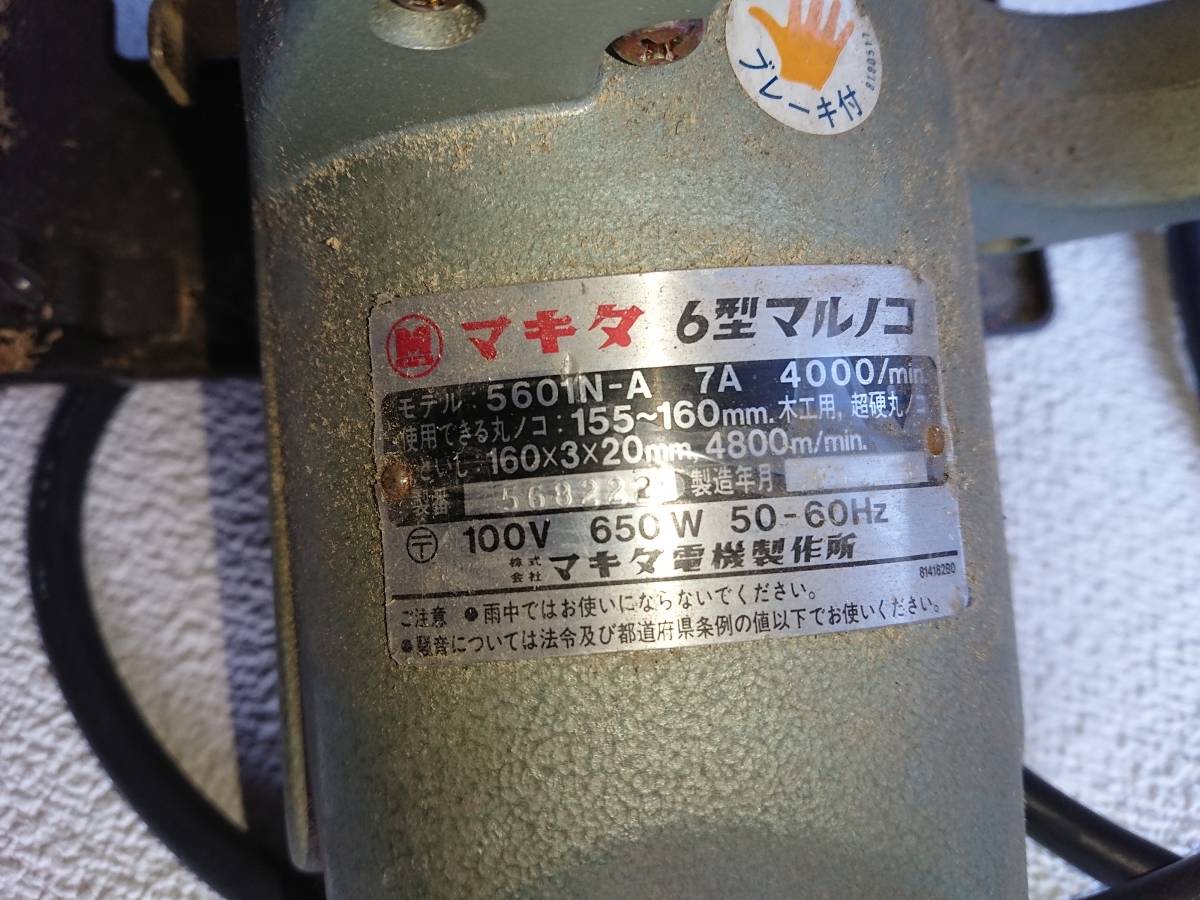 ブレーキ付
8190517
マキタ 6型マルノコ
モデル: 5601N-A 7A 4000/min.
使用できる丸ノコ: 155~160mm. 木工用, 超硬丸ノコ
といし: 160×3×20mm, 4800m/min.
製番 568222 製造年月
〒 100V 650W 50-60Hz
株式会社 マキタ電機製作所
814182B0
ご注意 ●雨中ではお使いにならないでください。
●騒音については法令及び都道府県条例の値以下でお使いください。